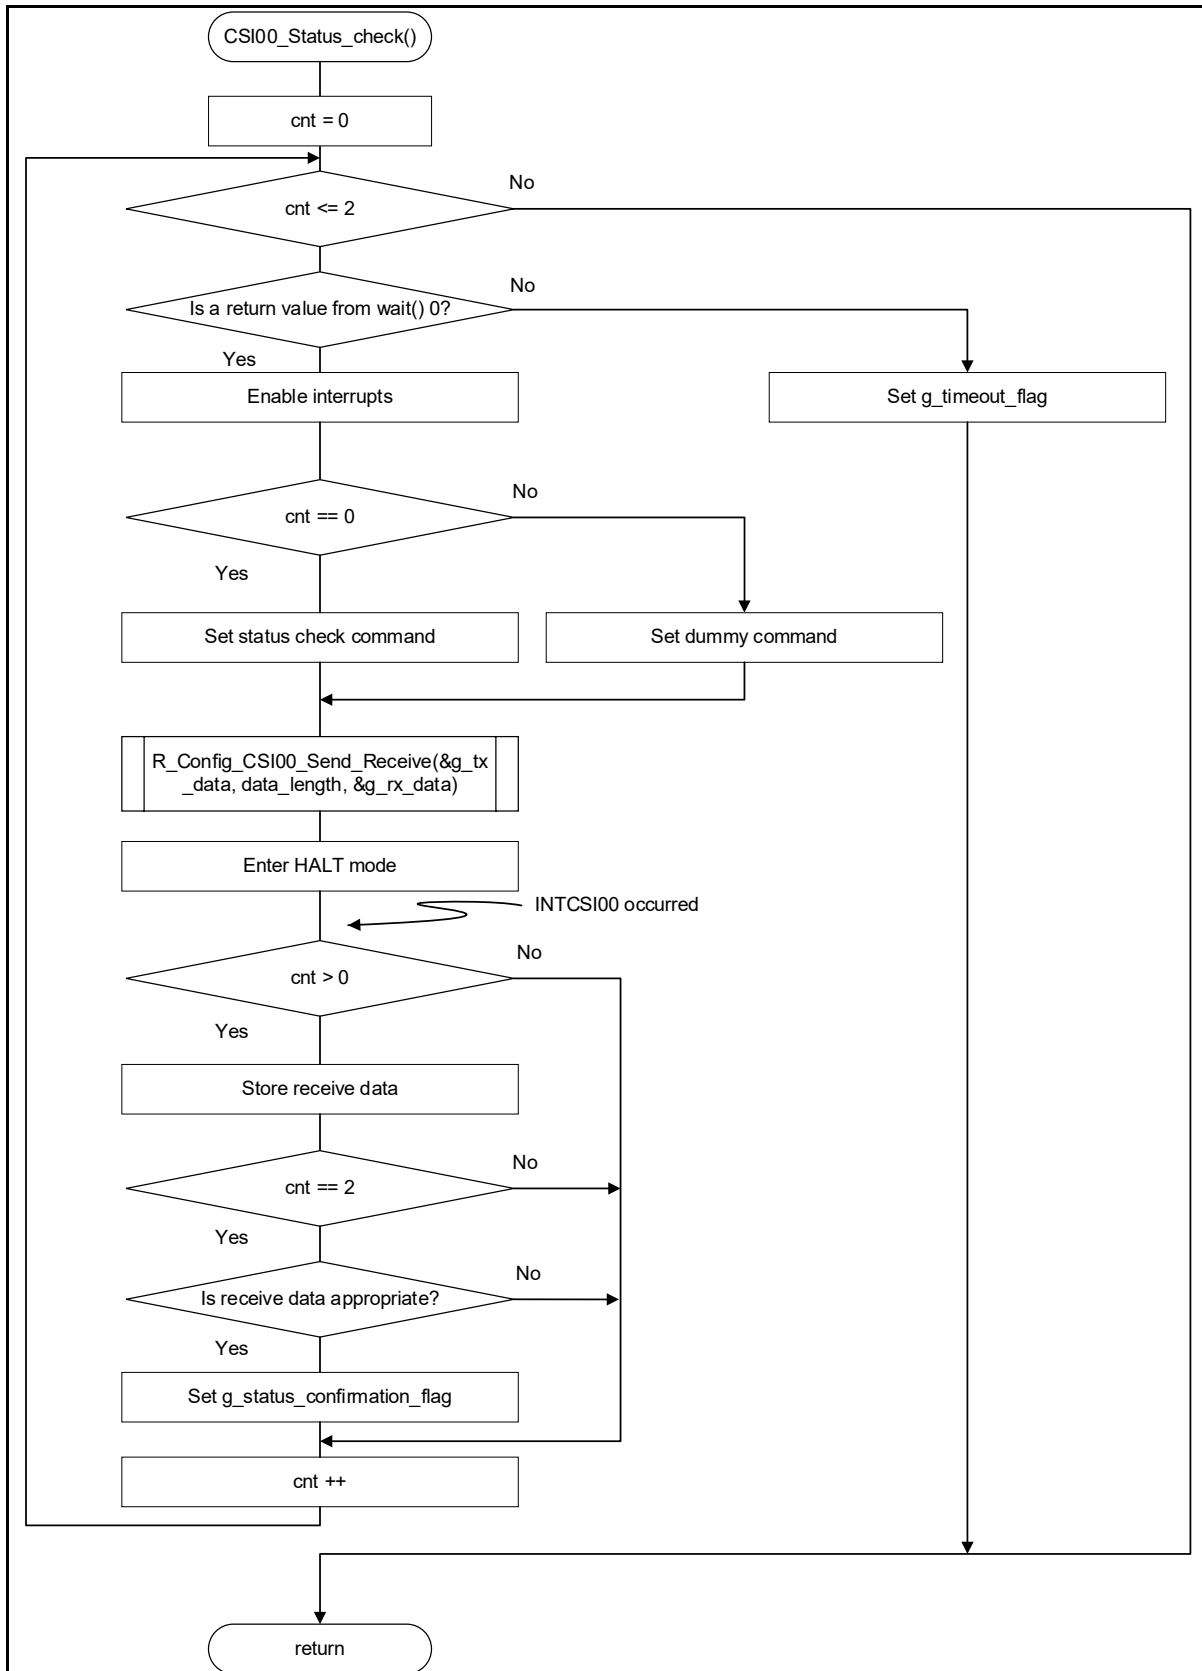 CSI00_Status_check()
cnt = 0
No
cnt <= 2
No
Is a return value from wait() 0?
Yes
Enable interrupts
Set g_timeout_flag
No
cnt == 0
Yes
Set status check command
Set dummy command
R_Config_CSI00_Send_Receive(&g_tx
_data, data_length, &g_rx_data)
Enter HALT mode
INTCSI00 occurred
No
cnt > 0
Yes
Store receive data
No
cnt == 2
Yes
No
Is receive data appropriate?
Yes
Set g_status_confirmation_flag
cnt ++
return